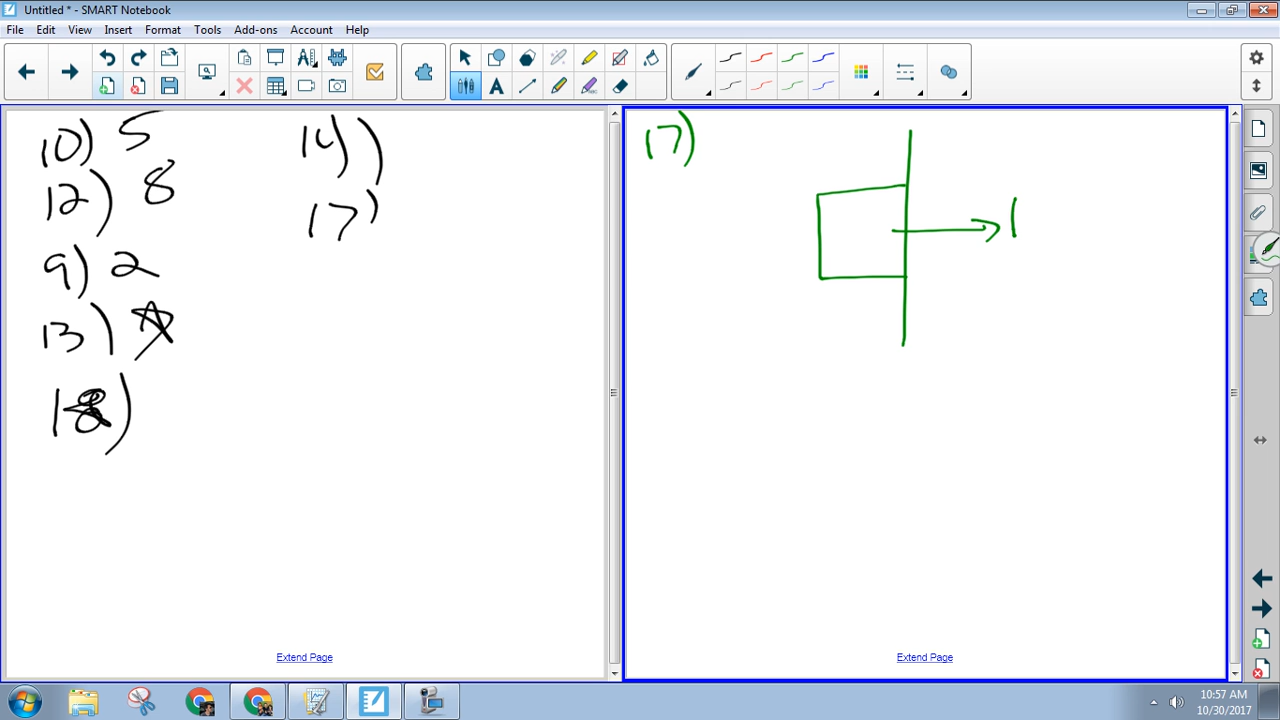 Untitled * - SMART Notebook
File Edit View Insert Format Tools Add-ons Account Help
10) 5
12) 8
9) 2
13)
18)
14)
17)
Extend Page
17)
Extend Page
10:57 AM
10/30/2017